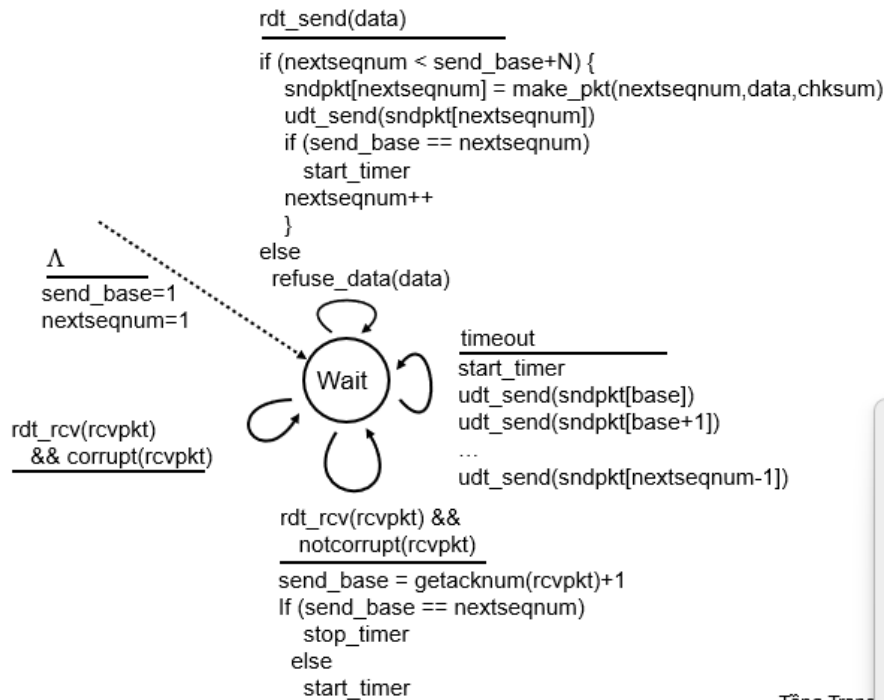 rdt_send(data)
if (nextseqnum < send_base+N) {
sndpkt[nextseqnum] = make_pkt(nextseqnum,data,chksum)
udt_send(sndpkt[nextseqnum])
if (send_base == nextseqnum)
start_timer
nextseqnum++
}
else
refuse_data(data)
Λ
send_base=1
nextseqnum=1
Wait
timeout
start_timer
udt_send(sndpkt[base])
udt_send(sndpkt[base+1])
...
udt_send(sndpkt[nextseqnum-1])
rdt_rcv(rcvpkt)
&& corrupt(rcvpkt)
rdt_rcv(rcvpkt) &&
notcorrupt(rcvpkt)
send_base = getacknum(rcvpkt)+1
If (send_base == nextseqnum)
stop_timer
else
start_timer